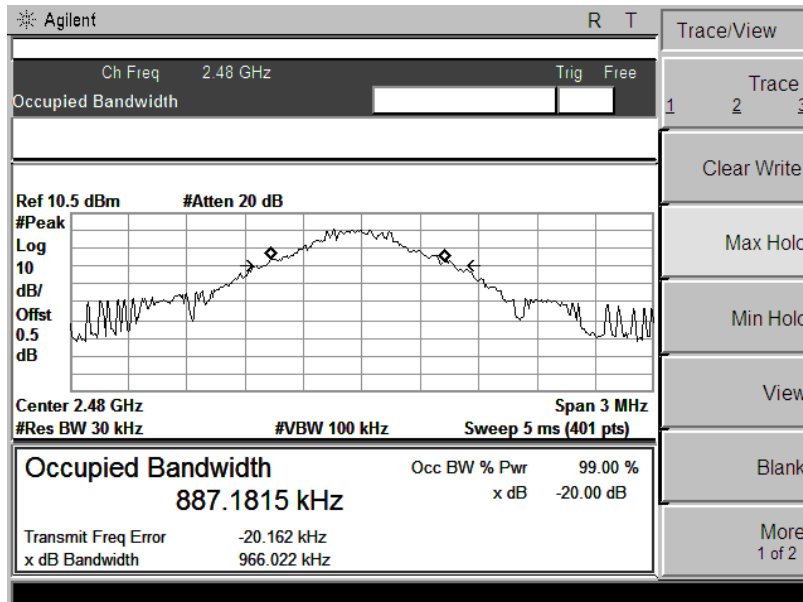 Agilent R T
Ch Freq 2.48 GHz Trig Free
Occupied Bandwidth
Ref 10.5 dBm #Atten 20 dB
#Peak
Log
10
dB/
Offst
0.5
dB
Center 2.48 GHz Span 3 MHz
#Res BW 30 kHz #VBW 100 kHz Sweep 5 ms (401 pts)
Occupied Bandwidth Occ BW % Pwr 99.00 %
887.1815 kHz x dB -20.00 dB
Transmit Freq Error -20.162 kHz
x dB Bandwidth 966.022 kHz
Trace/View
Trace
1 2 3
Clear Write
Max Hold
Min Hold
View
Blank
More
1 of 2